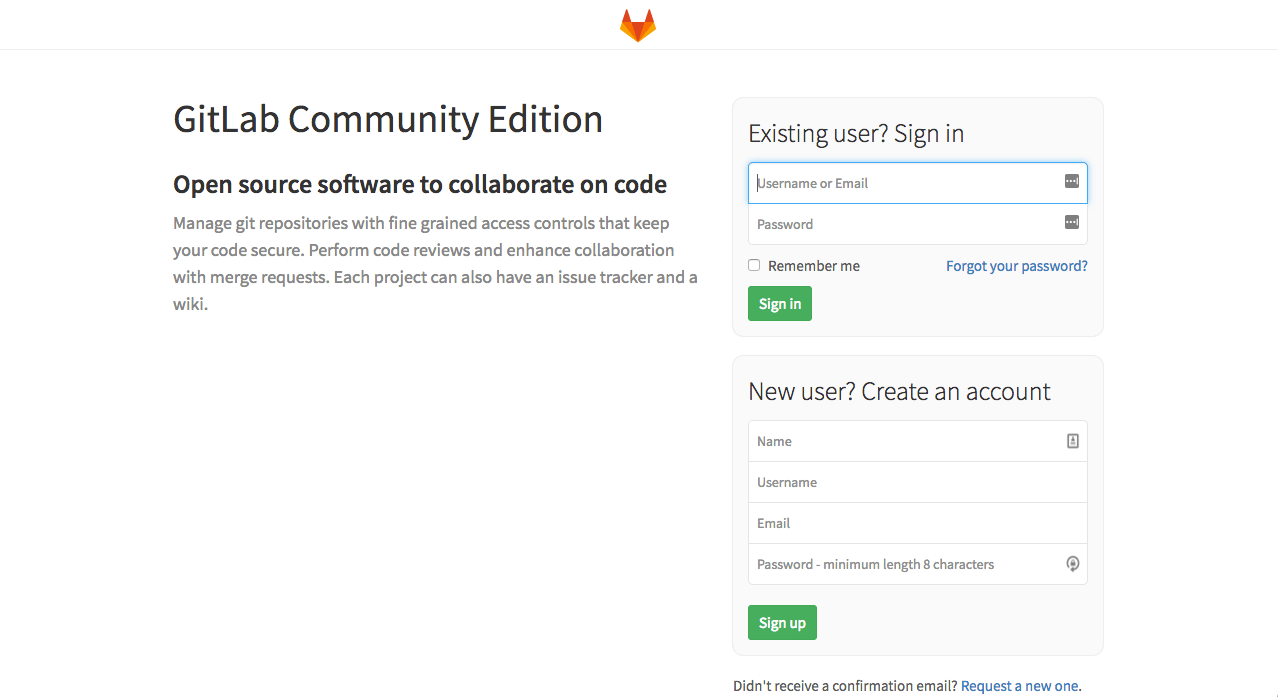 GitLab Community Edition
Open source software to collaborate on code
Manage git repositories with fine grained access controls that keep
your code secure. Perform code reviews and enhance collaboration
with merge requests. Each project can also have an issue tracker and a
wiki.
Existing user? Sign in
Username or Email
Password
Remember me
Forgot your password?
Sign in
New user? Create an account
Name
Username
Email
Password - minimum length 8 characters
Sign up
Didn't receive a confirmation email? Request a new one.